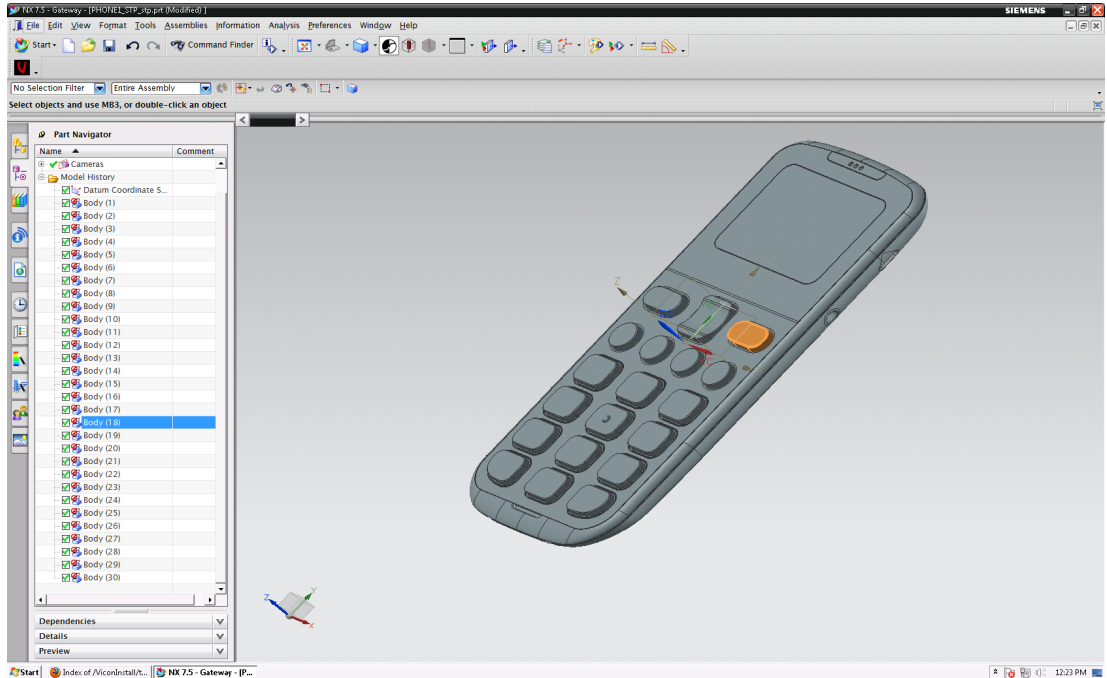 NX 7.5 - Gateway - [PHONE1_STP_stp.prt (Modified) ]
SIEMENS
File Edit View Format Tools Assemblies Information Analysis Preferences Window Help
Start Command Finder
No Selection Filter Entire Assembly
Select objects and use MB3, or double-click an object
Part Navigator
Name Comment
Cameras
Model History
Datum Coordinate S...
Body (1)
Body (2)
Body (3)
Body (4)
Body (5)
Body (6)
Body (7)
Body (8)
Body (9)
Body (10)
Body (11)
Body (12)
Body (13)
Body (14)
Body (15)
Body (16)
Body (17)
Body (18)
Body (19)
Body (20)
Body (21)
Body (22)
Body (23)
Body (24)
Body (25)
Body (26)
Body (27)
Body (28)
Body (29)
Body (30)
Z
Z Y
X
Dependencies
Details
Preview
Start Index of /ViconInstall/t... NX 7.5 - Gateway - [P... 12:23 PM